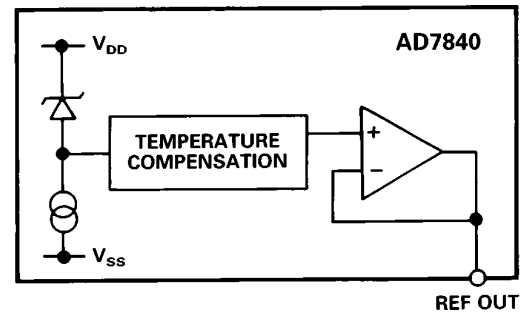 V_DD
AD7840
TEMPERATURE
COMPENSATION
+
−
V_SS
REF OUT